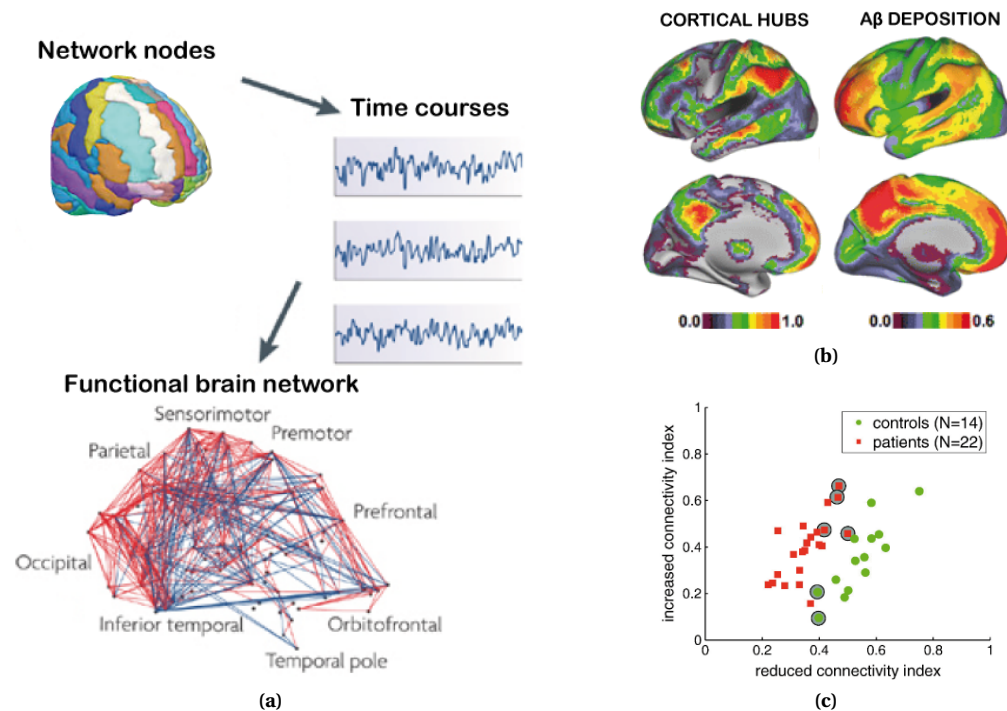 Network nodes
Time courses
Functional brain network
Sensorimotor
Premotor
Parietal
Prefrontal
Occipital
Inferior temporal
Orbitofrontal
Temporal pole
(a)
CORTICAL HUBS
Aβ DEPOSITION
0.0 1.0
0.0 0.6
(b)
controls (N=14)
patients (N=22)
increased connectivity index
1
0.8
0.6
0.4
0.2
0
0 0.2 0.4 0.6 0.8 1
reduced connectivity index
(c)